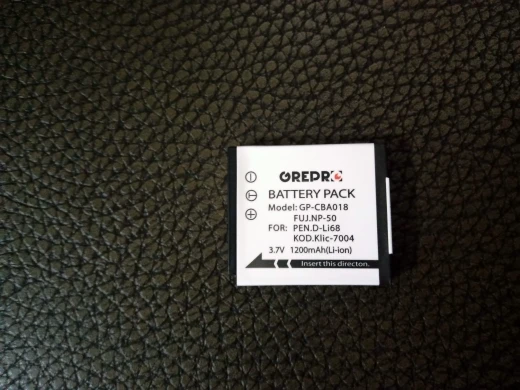 GREPRO
BATTERY PACK
Model: GP-CBA018
FUJ.NP-50
FOR: PEN.D-Li68
KOD.Klic-7004
3.7V 1200mAh(Li-ion)
Insert this directon.